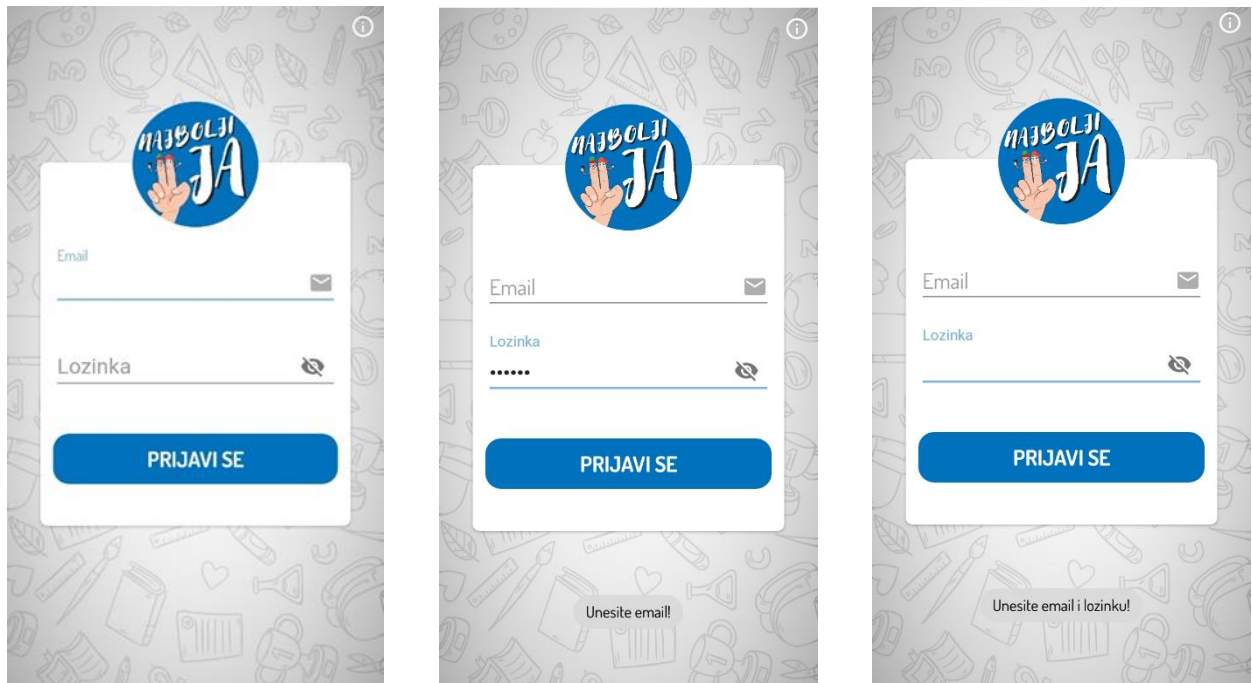 NAJBOLJI
JA
Email
Lozinka
PRIJAVI SE
NAJBOLJI
JA
Email
Lozinka
••••••
PRIJAVI SE
Unesite email!
NAJBOLJI
JA
Email
Lozinka
PRIJAVI SE
Unesite email i lozinku!